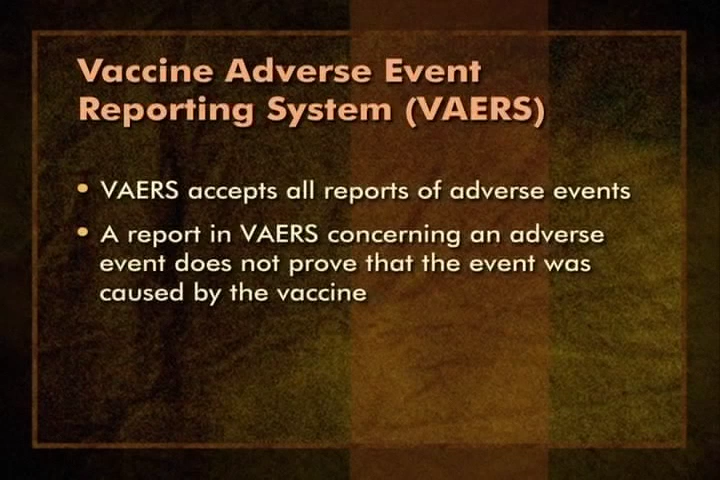 Vaccine Adverse Event
Reporting System (VAERS)
• VAERS accepts all reports of adverse events
• A report in VAERS concerning an adverse
event does not prove that the event was
caused by the vaccine